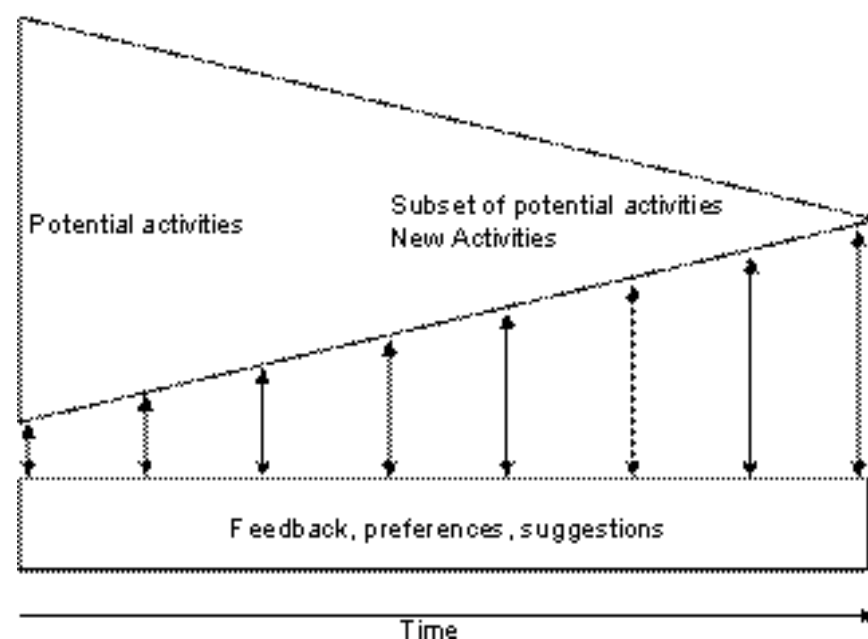 Potential activities
Subset of potential activities
New Activities
Feedback, preferences, suggestions
Time